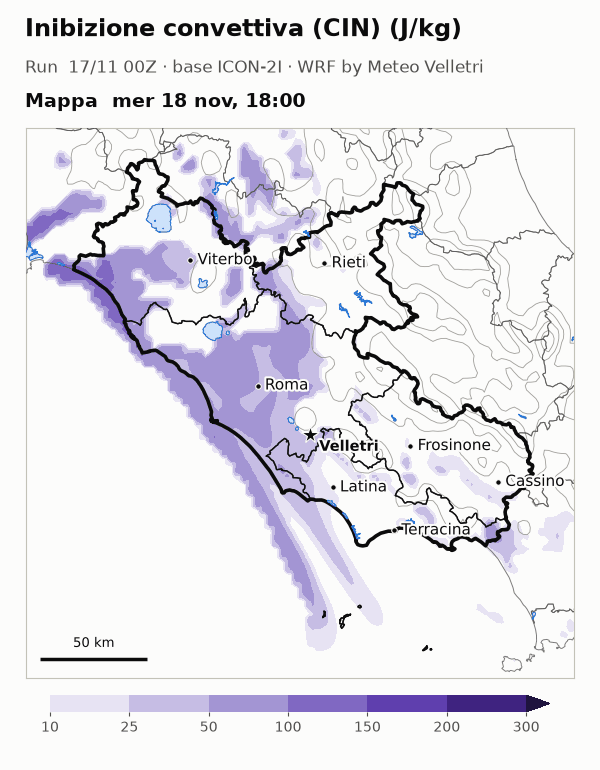 Inibizione convettiva (CIN) (J/kg)
Run  17/11 00Z · base ICON-2I · WRF by Meteo Velletri
Mappa  mer 18 nov, 18:00
Viterbo
Rieti
Roma
Velletri
Frosinone
Cassino
Latina
Terracina
50 km
10 25 50 100 150 200 300